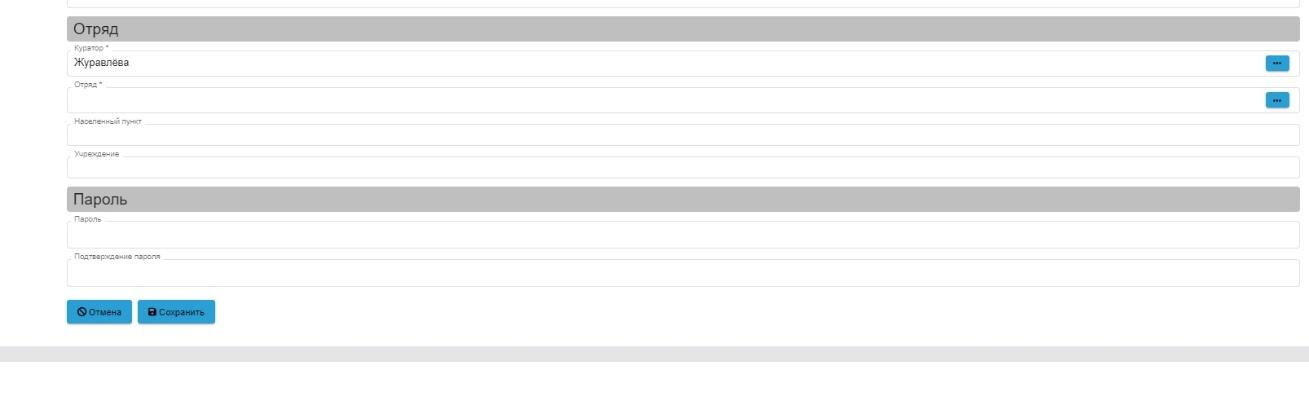 Отряд
Куратор *
Журавлёва
...
Отряд *
...
Населенный пункт
Учреждение
Пароль
Пароль
Подтверждение пароля
Отмена Сохранить